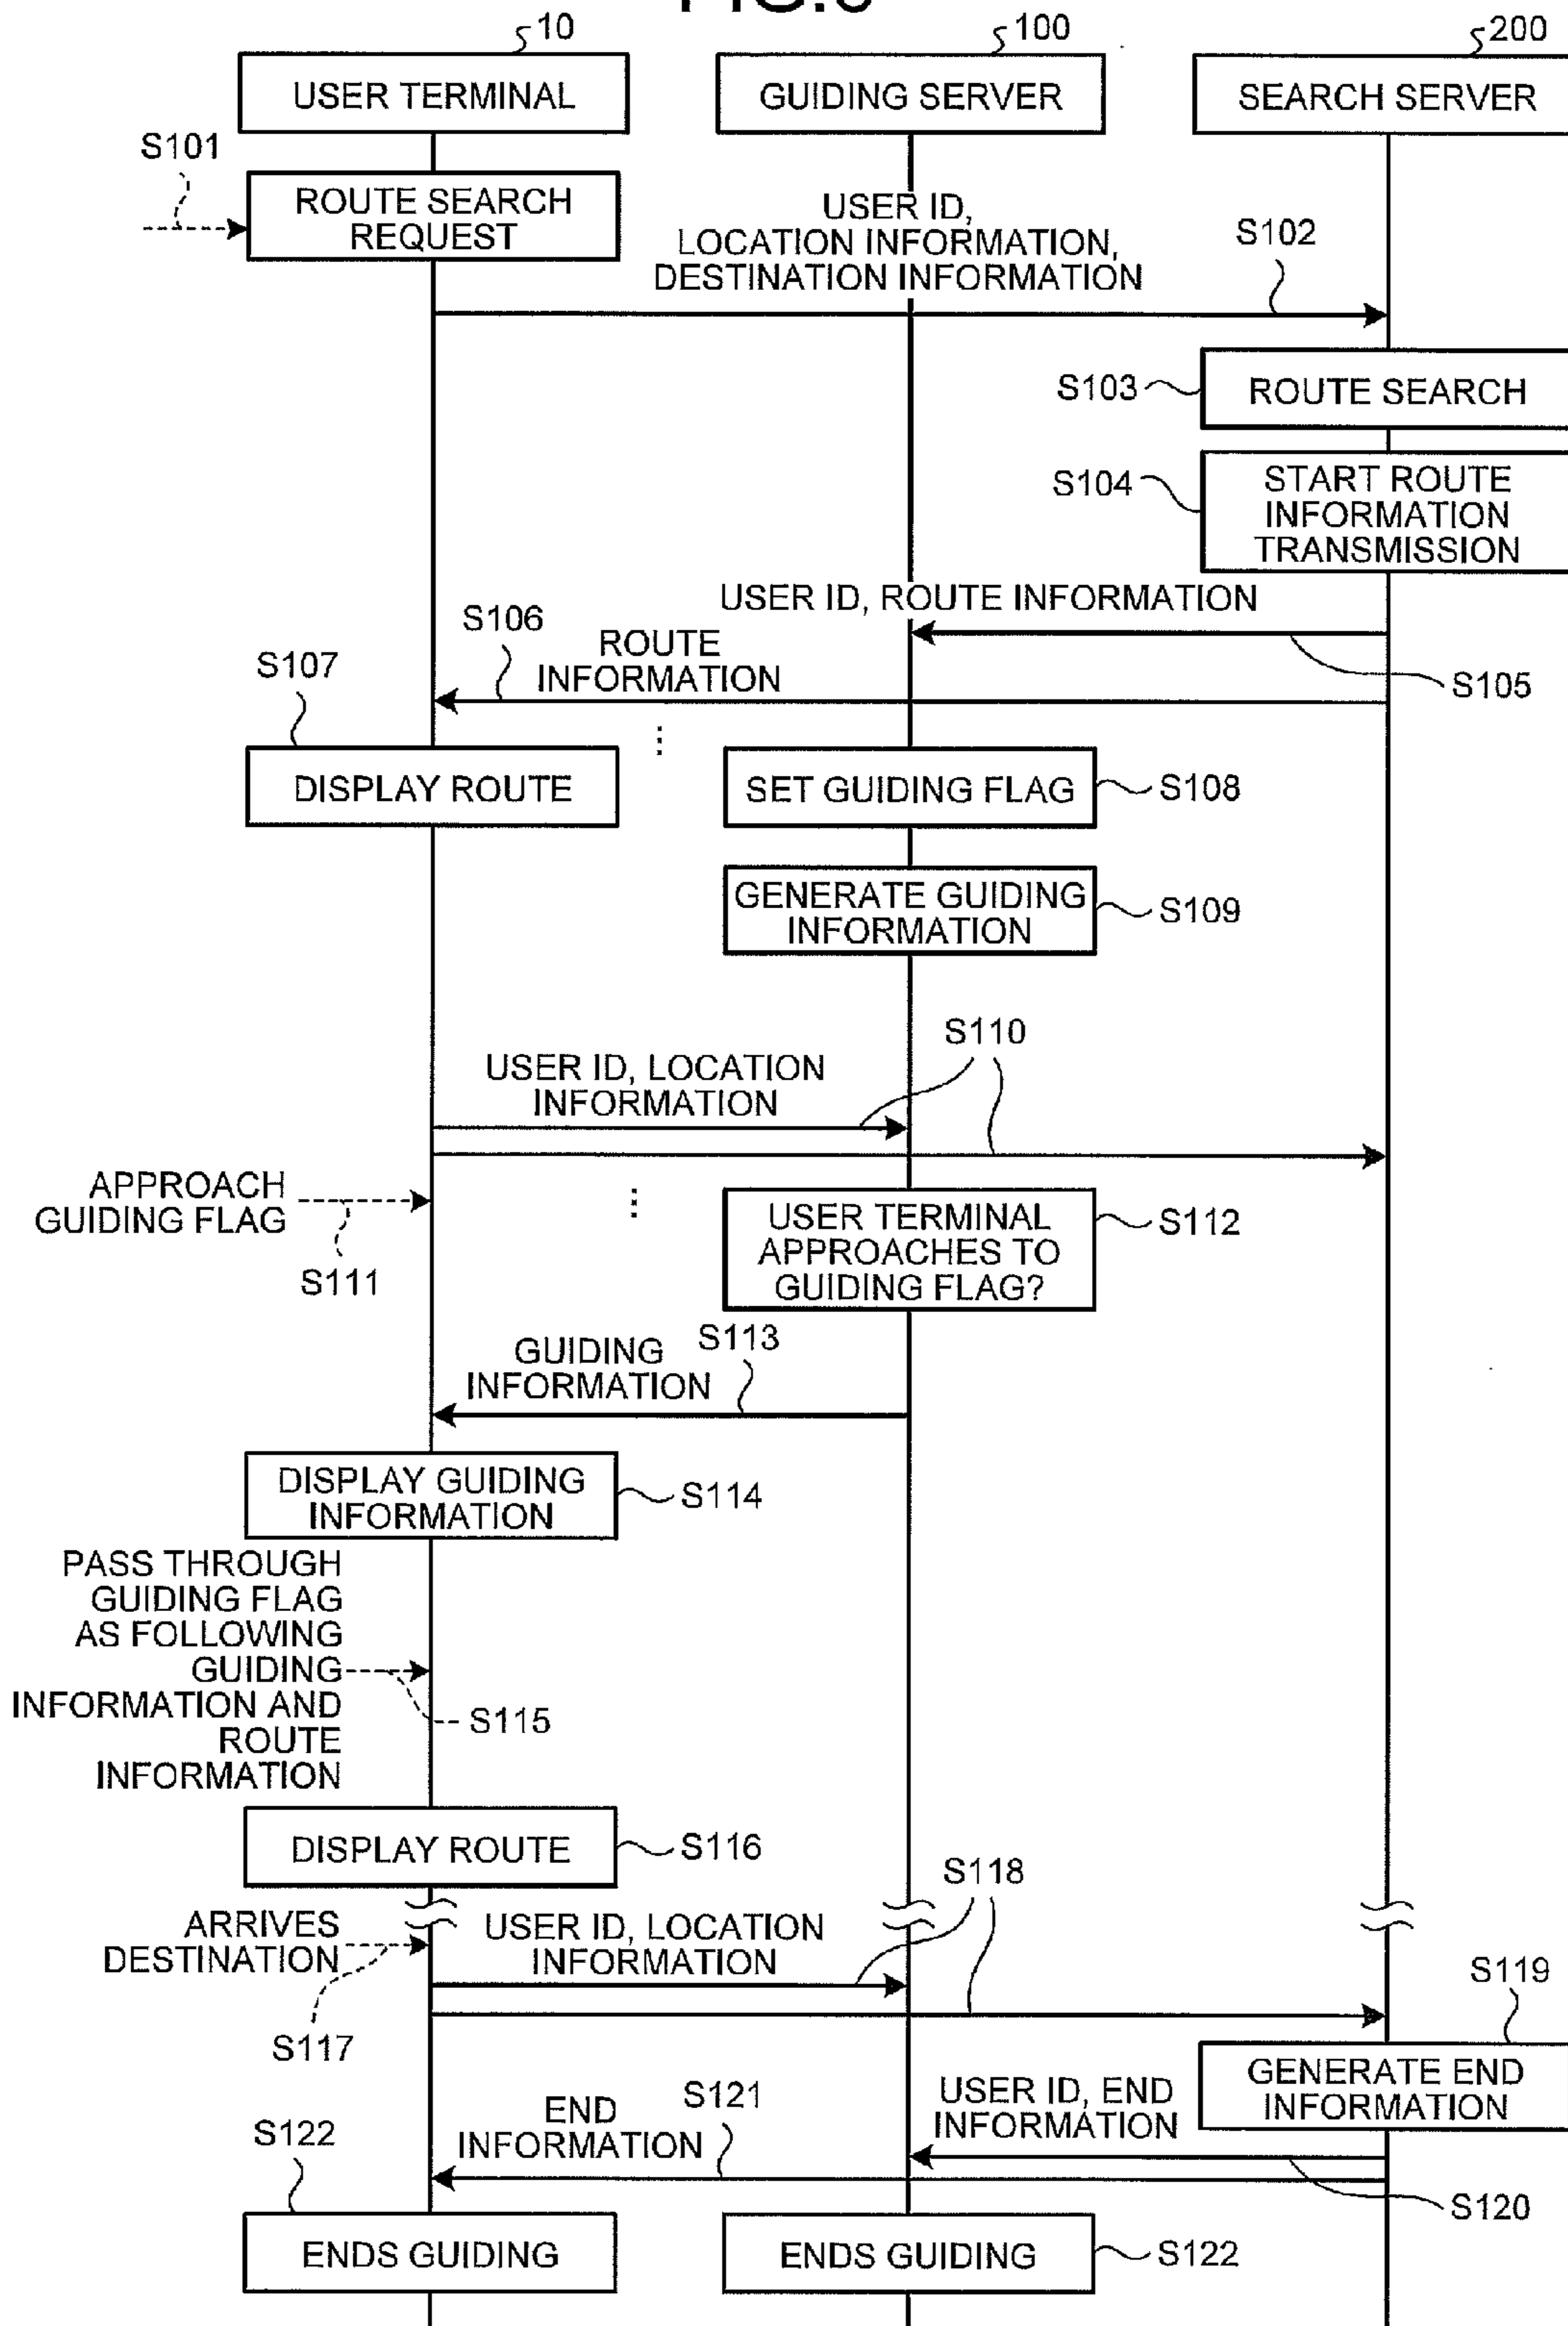 10
100
200
USER TERMINAL
GUIDING SERVER
SEARCH SERVER
S101
ROUTE SEARCH
REQUEST
USER ID,
LOCATION INFORMATION,
DESTINATION INFORMATION
S102
S103
ROUTE SEARCH
S104
START ROUTE
INFORMATION
TRANSMISSION
USER ID, ROUTE INFORMATION
S105
S106
ROUTE
INFORMATION
S107
DISPLAY ROUTE
SET GUIDING FLAG
S108
GENERATE GUIDING
INFORMATION
S109
S110
USER ID, LOCATION
INFORMATION
APPROACH
GUIDING FLAG
S111
USER TERMINAL
APPROACHES TO
GUIDING FLAG?
S112
GUIDING
INFORMATION
S113
DISPLAY GUIDING
INFORMATION
S114
PASS THROUGH
GUIDING FLAG
AS FOLLOWING
GUIDING
INFORMATION AND
ROUTE
INFORMATION
S115
DISPLAY ROUTE
S116
S118
ARRIVES
DESTINATION
S117
USER ID, LOCATION
INFORMATION
S119
GENERATE END
INFORMATION
USER ID, END
INFORMATION
S120
END
INFORMATION
S121
S122
ENDS GUIDING
ENDS GUIDING
S122